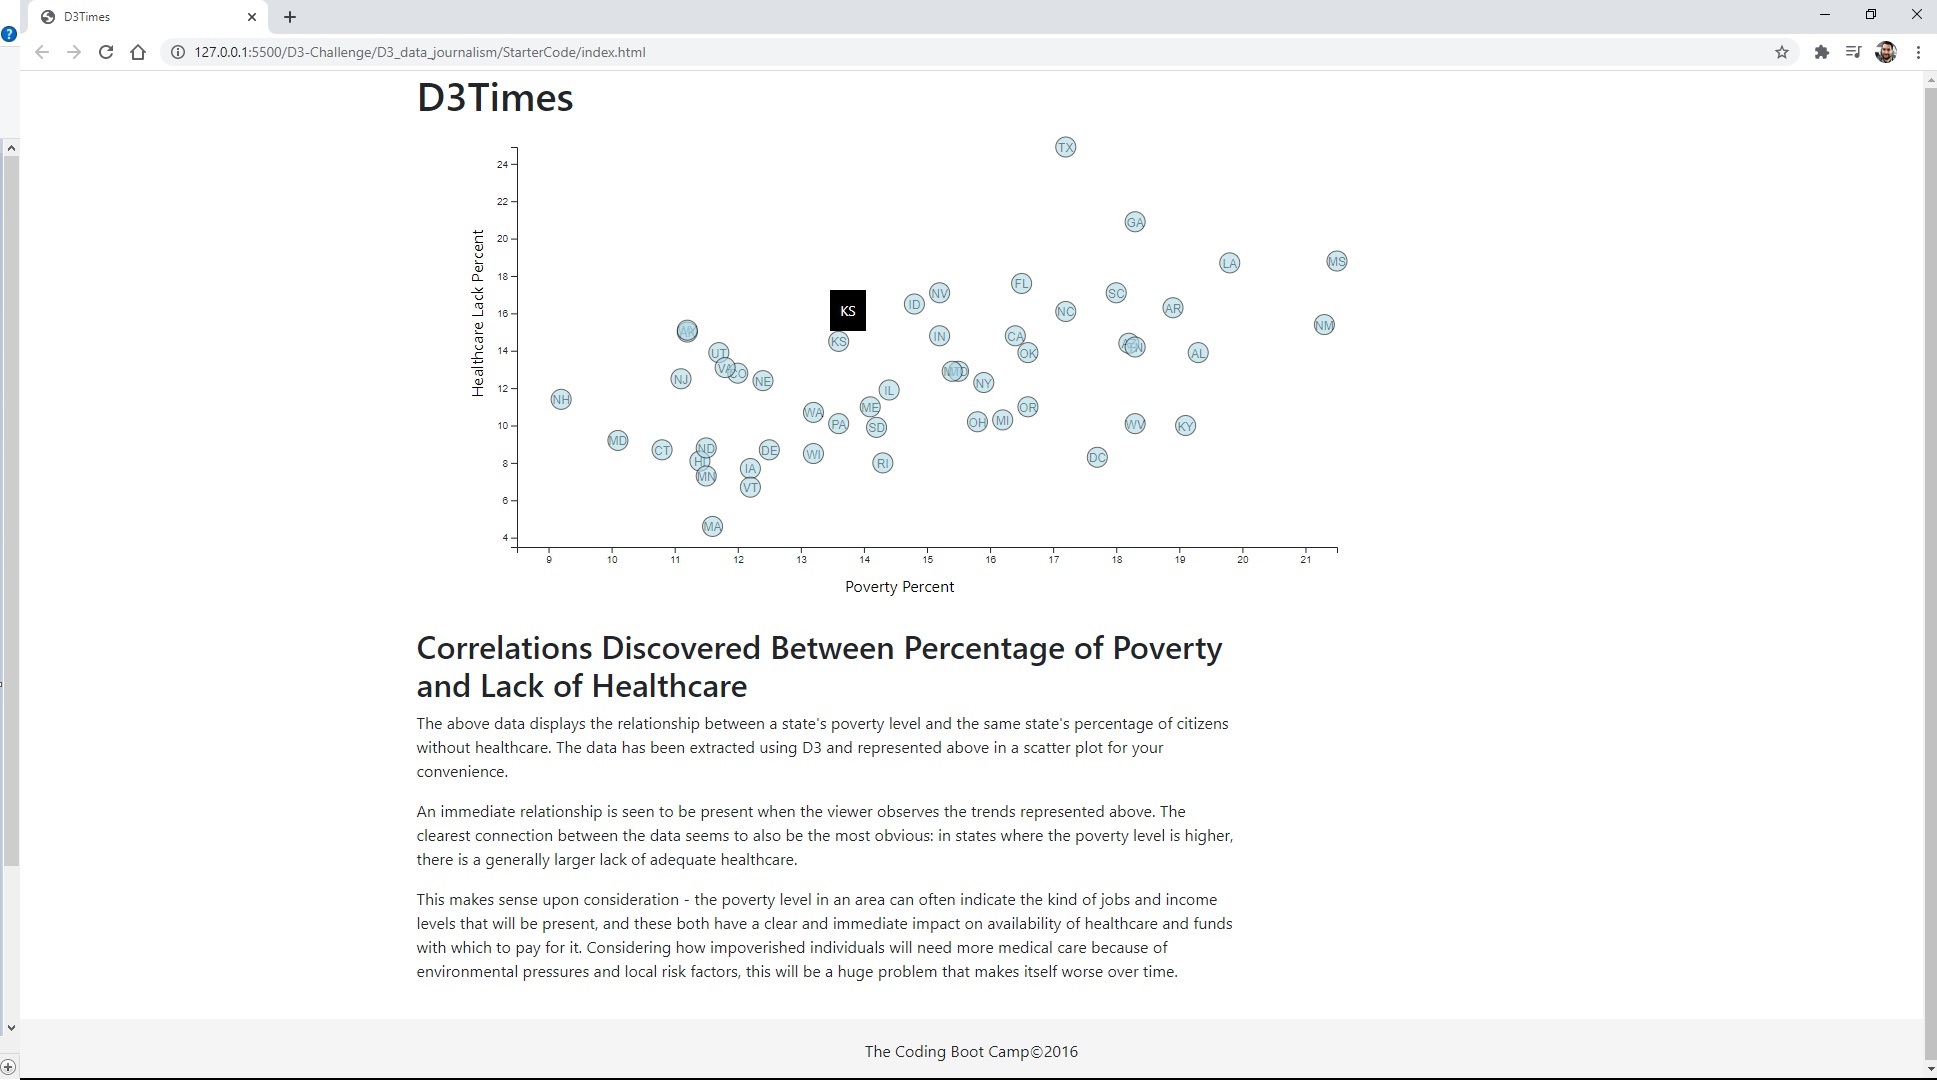 D3Times
127.0.0.1:5500/D3-Challenge/D3_data_journalism/StarterCode/index.html
D3Times
TX
24
22
GA
20
LA
MS
18
FL
NV
SC
ID
AR
NC
KS
16
NM
CA
IN
KS
14
UT
OK
AL
VA
CO
NJ
NE
NY
12
IL
NH
ME
OR
WA
MI
OH
PA
WV
KY
SD
10
MD
ND
CT
DE
WI
DC
8
RI
IA
MN
VT
6
MA
4
Healthcare Lack Percent
9 10 11 12 13 14 15 16 17 18 19 20 21
Poverty Percent
Correlations Discovered Between Percentage of Poverty
and Lack of Healthcare
The above data displays the relationship between a state's poverty level and the same state's percentage of citizens
without healthcare. The data has been extracted using D3 and represented above in a scatter plot for your
convenience.
An immediate relationship is seen to be present when the viewer observes the trends represented above. The
clearest connection between the data seems to also be the most obvious: in states where the poverty level is higher,
there is a generally larger lack of adequate healthcare.
This makes sense upon consideration - the poverty level in an area can often indicate the kind of jobs and income
levels that will be present, and these both have a clear and immediate impact on availability of healthcare and funds
with which to pay for it. Considering how impoverished individuals will need more medical care because of
environmental pressures and local risk factors, this will be a huge problem that makes itself worse over time.
The Coding Boot Camp©2016